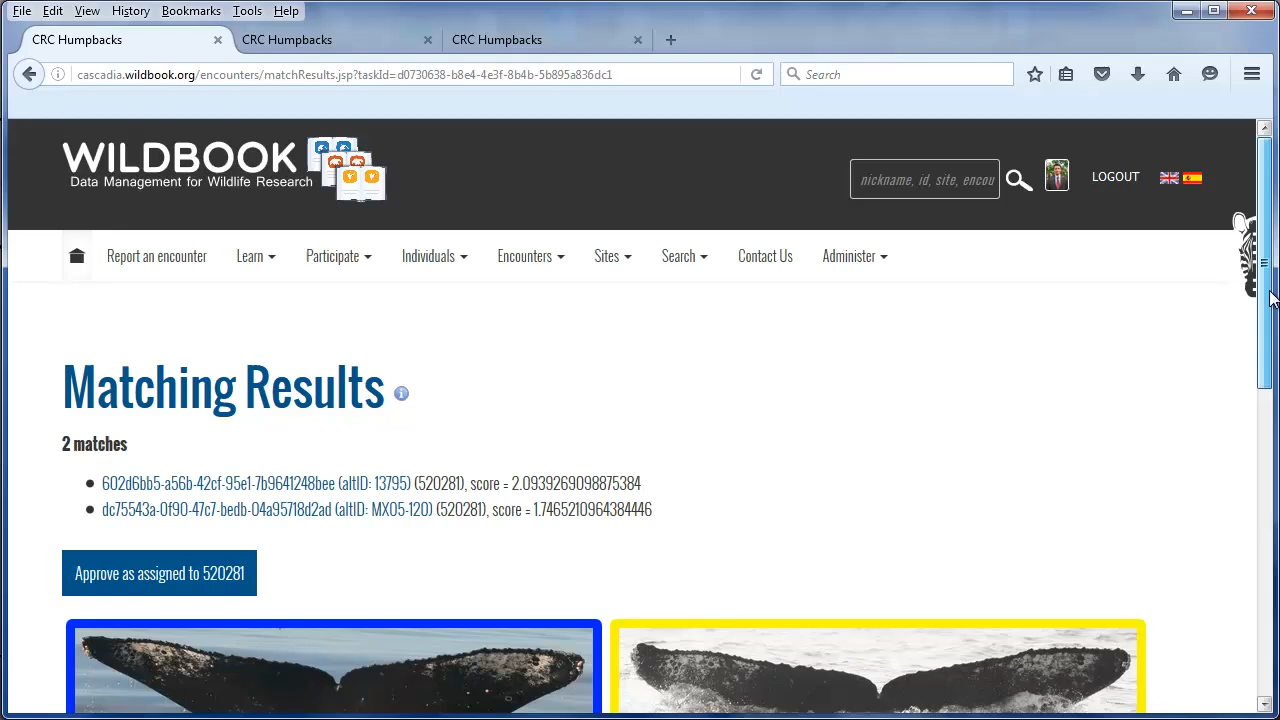 File Edit View History Bookmarks Tools Help
CRC Humpbacks CRC Humpbacks CRC Humpbacks
cascadia.wildbook.org/encounters/matchResults.jsp?taskId=d0730638-b8e4-4e3f-8b4b-5f095a836dc1 Search
WILDBOOK
Data Management for Wildlife Research
nickname, id, site, encou LOGOUT
Report an encounter Learn Participate Individuals Encounters Sites Search Contact Us Administer
Matching Results
2 matches
602d6bb5-a56b-42cf-95e1-7b9641248bee (altID: 13795) (520281), score = 2.0939269098875384
dc75543a-0f90-47c7-bedb-04a95718d2ad (altID: MX05-120) (520281), score = 1.7465210964384446
Approve as assigned to 520281